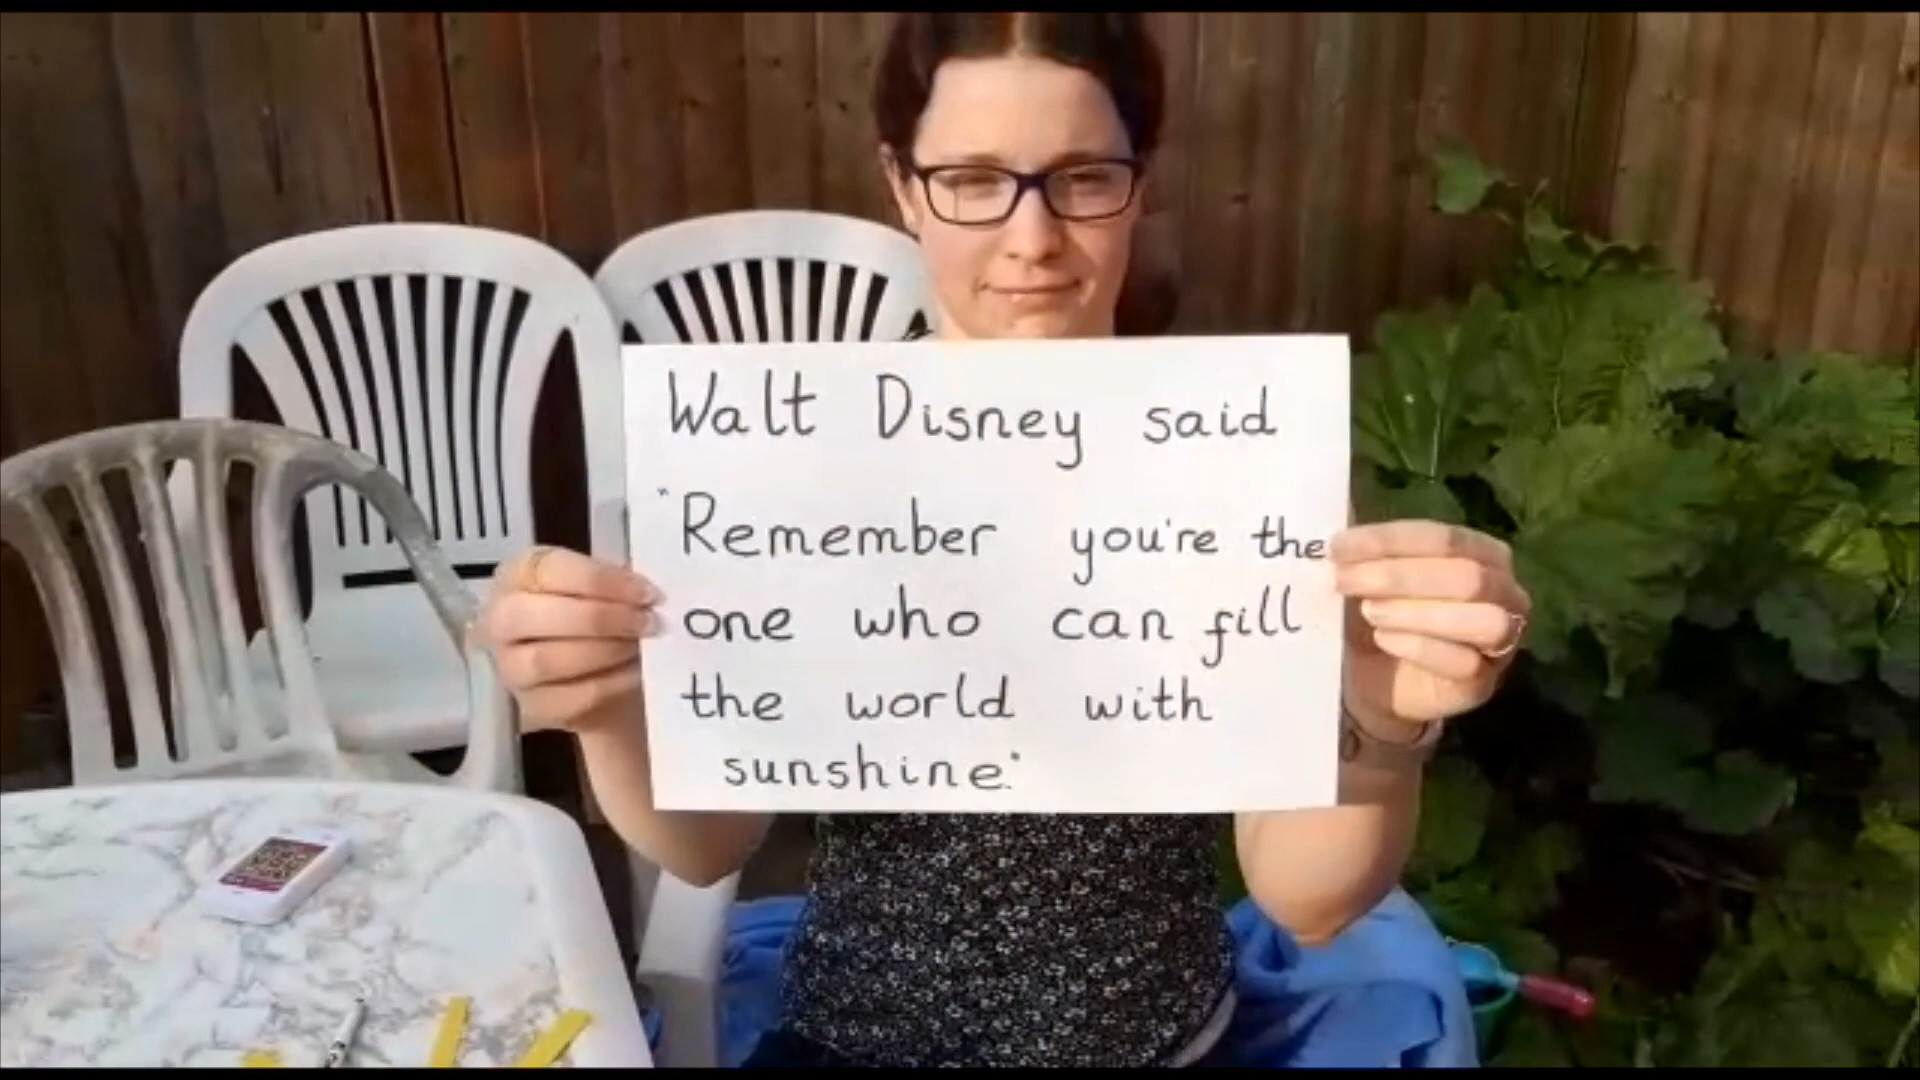 Walt Disney said
"Remember you're the
one who can fill
the world with
sunshine."